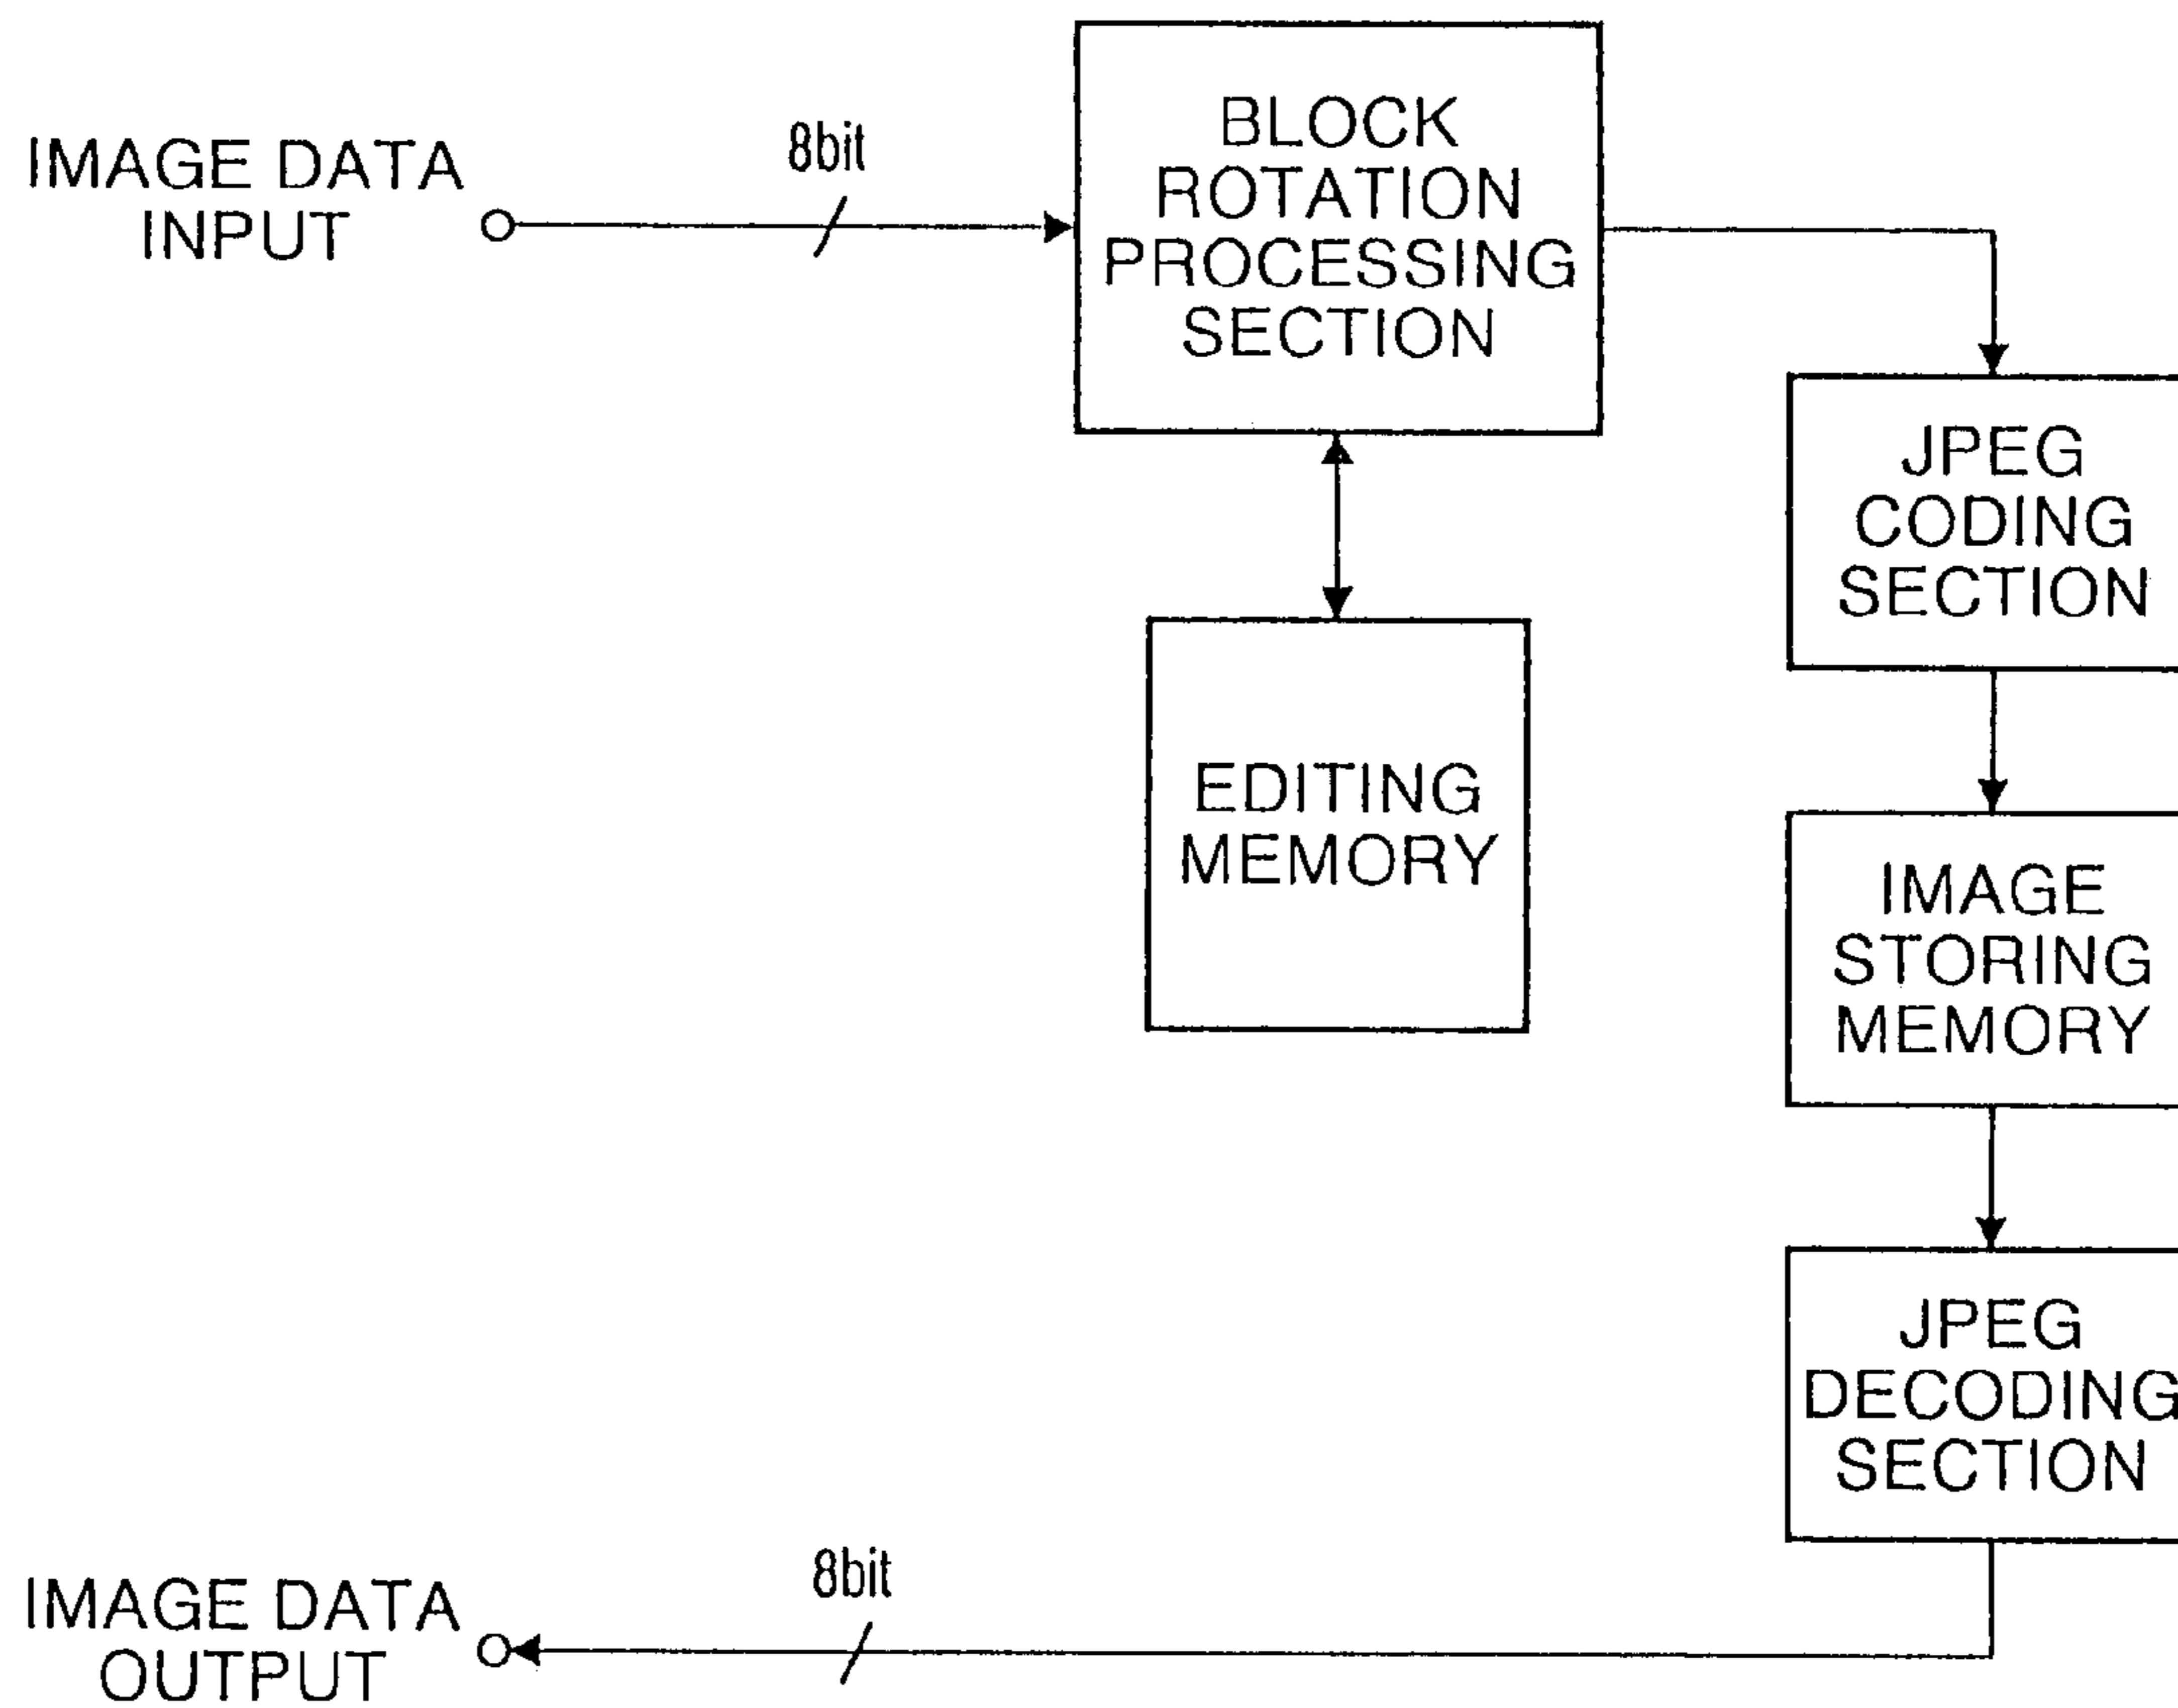 IMAGE DATA
INPUT
8bit
BLOCK
ROTATION
PROCESSING
SECTION
JPEG
CODING
SECTION
EDITING
MEMORY
IMAGE
STORING
MEMORY
JPEG
DECODING
SECTION
8bit
IMAGE DATA
OUTPUT